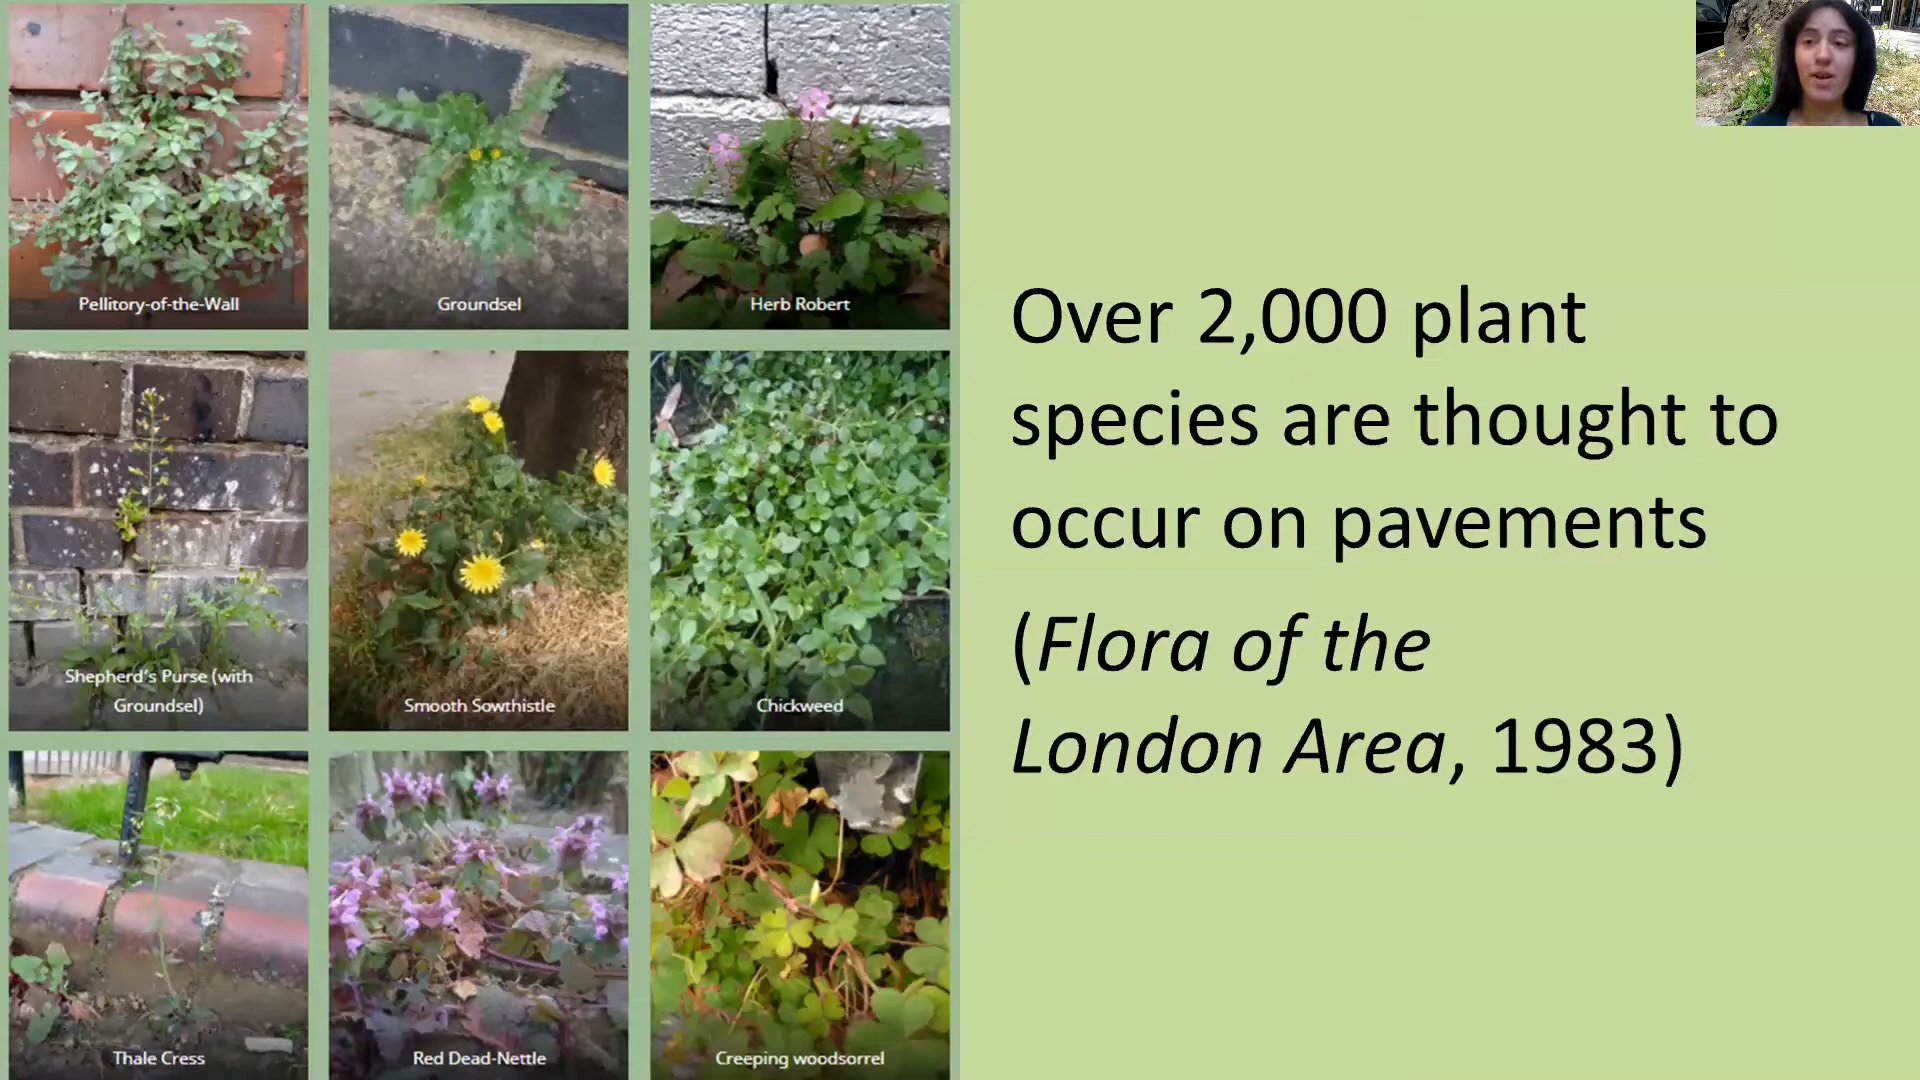 Pellitory-of-the-Wall
Groundsel
Herb Robert
Shepherd's Purse (with
Groundsel)
Smooth Sowthistle
Chickweed
Thale Cress
Red Dead-Nettle
Creeping woodsorrel
Over 2,000 plant
species are thought to
occur on pavements
(Flora of the
London Area, 1983)